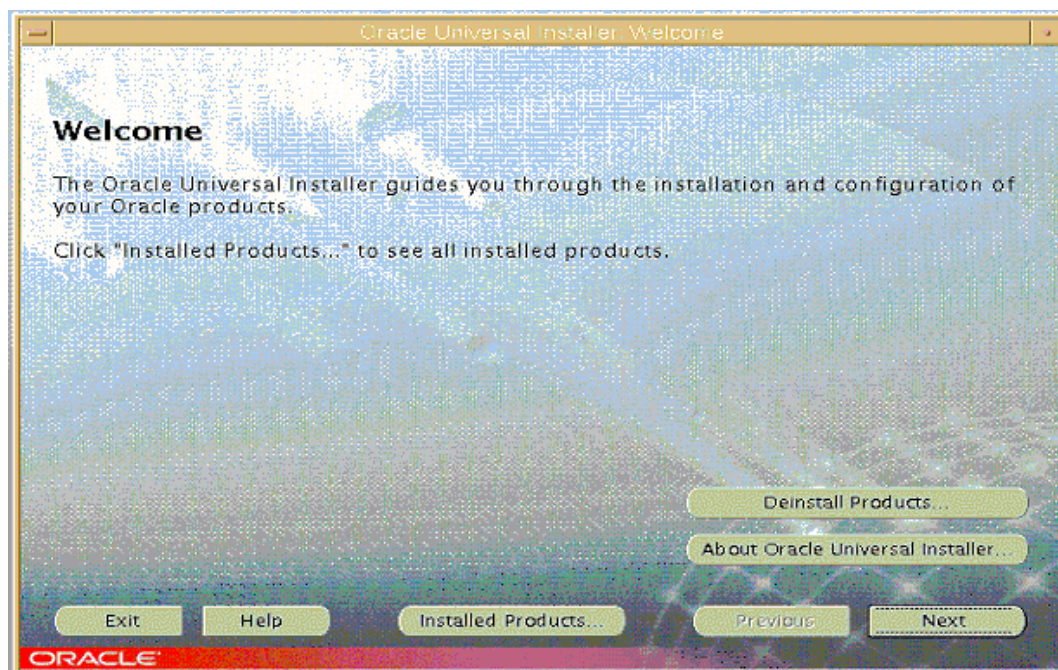 Oracle Universal Installer: Welcome
Welcome
The Oracle Universal Installer guides you through the installation and configuration of
your Oracle products.
Click "Installed Products..." to see all installed products.
Deinstall Products...
About Oracle Universal Installer...
Exit Help Installed Products... Previous Next
ORACLE